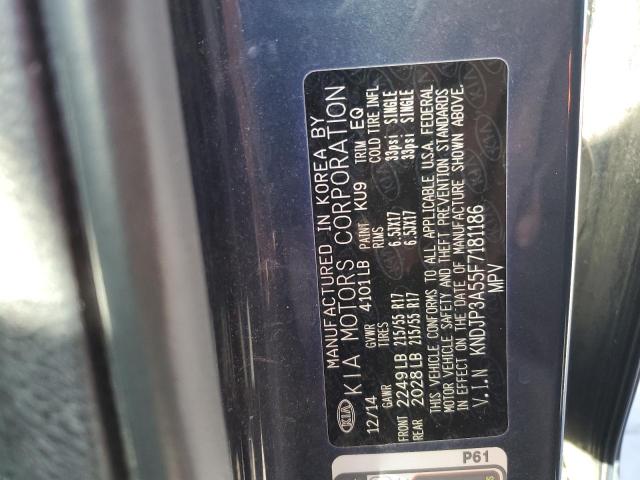 KIA MANUFACTURED IN KOREA BY
KIA MOTORS CORPORATION
12/14 GVWR 4101LB PAINT KU9 TRIM EQ
GAWR TIRES RIMS COLD TIRE INFL.
FRONT 2249LB 215/55 R17 6.5JX17 33psi SINGLE
REAR 2028LB 215/55 R17 6.5JX17 33psi SINGLE
THIS VEHICLE CONFORMS TO ALL APPLICABLE U.S.A. FEDERAL
MOTOR VEHICLE SAFETY AND THEFT PREVENTION STANDARDS
IN EFFECT ON THE DATE OF MANUFACTURE SHOWN ABOVE.
V.I.N KNDJP3A55F7181186
MPV
P61